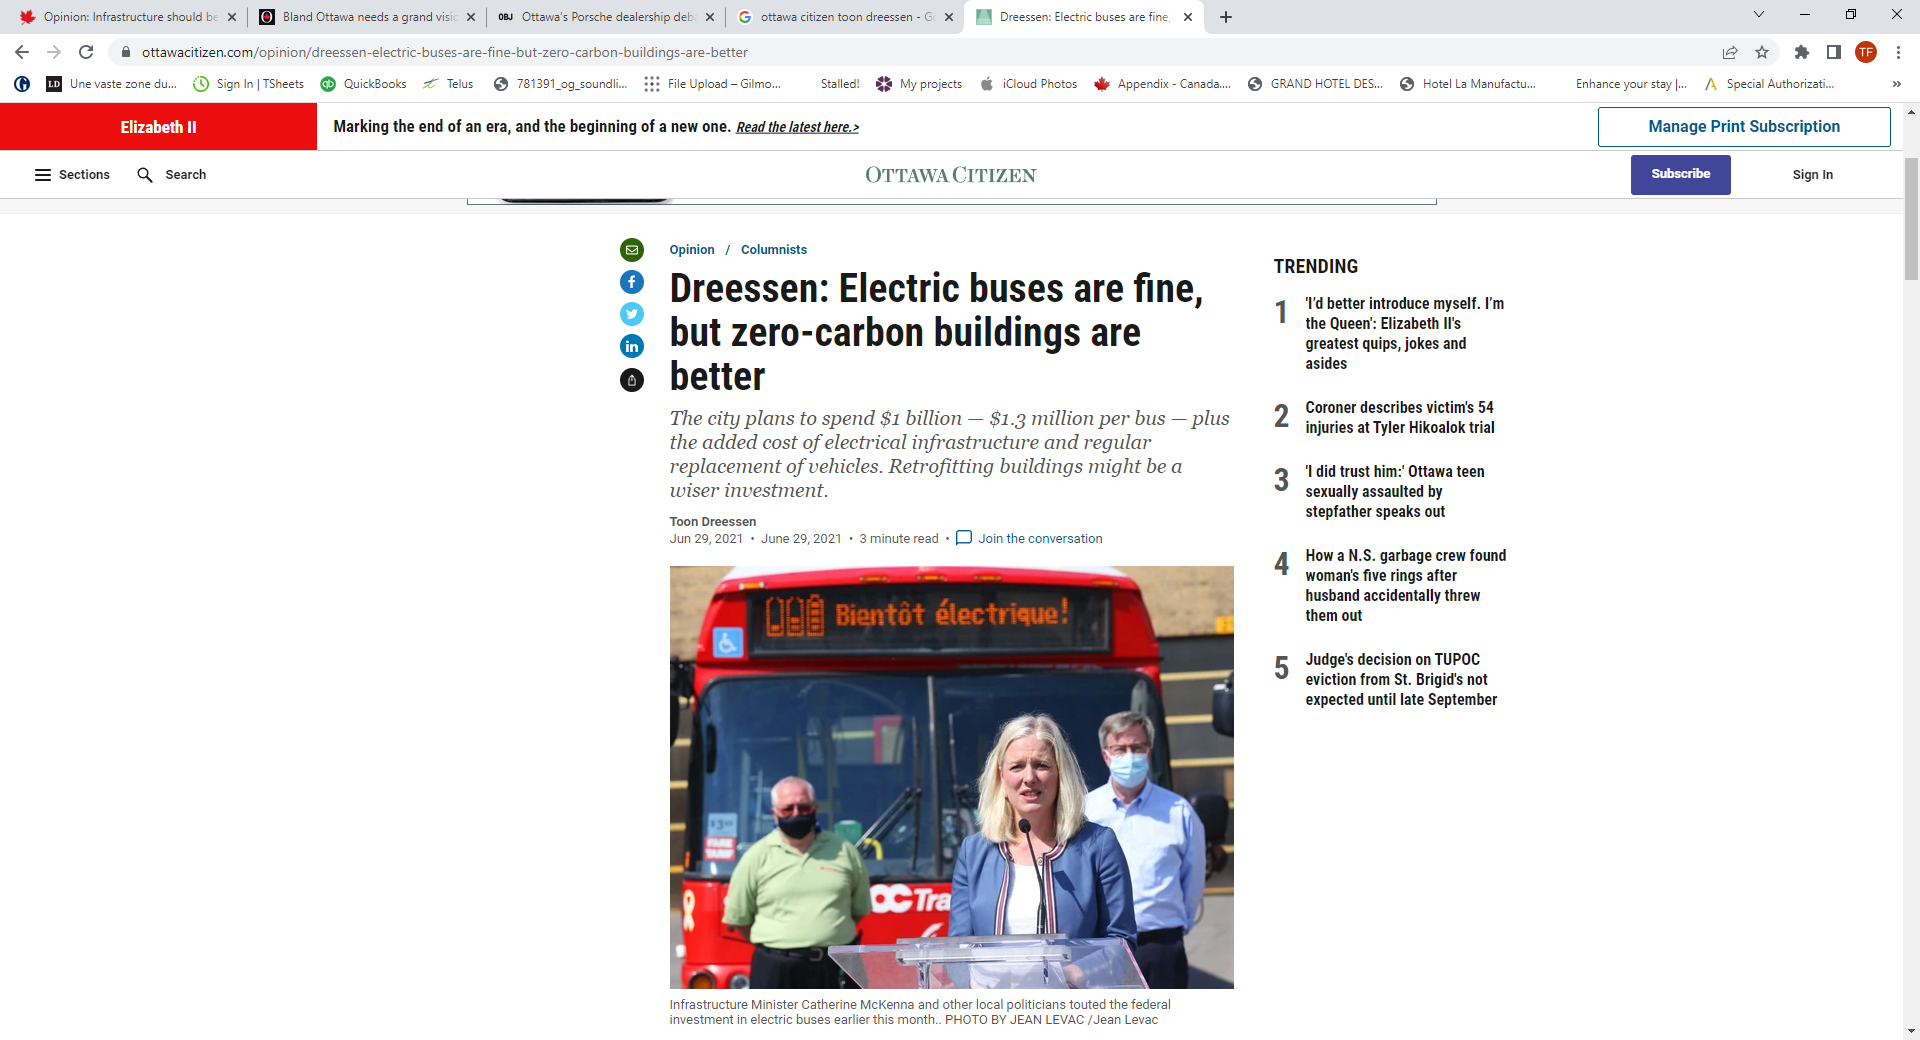 Opinion: Infrastructure should be
Bland Ottawa needs a grand visi
OBJ Ottawa's Porsche dealership deb
ottawa citizen toon dreessen - G
Dreessen: Electric buses are fine,
ottawacitizen.com/opinion/dreessen-electric-buses-are-fine-but-zero-carbon-buildings-are-better
TF
LD Une vaste zone du...
Sign In | TSheets
QuickBooks
Telus
781391_og_soundli...
File Upload – Gilmo...
Stalled!
My projects
iCloud Photos
Appendix - Canada....
GRAND HOTEL DES...
Hotel La Manufactu...
Enhance your stay |...
Special Authorizati...
»
Elizabeth II
Marking the end of an era, and the beginning of a new one. Read the latest here.>
Manage Print Subscription
Sections
Search
OTTAWA CITIZEN
Subscribe
Sign In
Opinion / Columnists
Dreessen: Electric buses are fine,
but zero-carbon buildings are
better
The city plans to spend $1 billion — $1.3 million per bus — plus
the added cost of electrical infrastructure and regular
replacement of vehicles. Retrofitting buildings might be a
wiser investment.
Toon Dreessen
Jun 29, 2021 • June 29, 2021 • 3 minute read • Join the conversation
Bientôt électrique!
OC Tra
Infrastructure Minister Catherine McKenna and other local politicians touted the federal
investment in electric buses earlier this month.. PHOTO BY JEAN LEVAC /Jean Levac
TRENDING
1 'I'd better introduce myself. I'm
the Queen': Elizabeth II's
greatest quips, jokes and
asides
2 Coroner describes victim's 54
injuries at Tyler Hikoalok trial
3 'I did trust him:' Ottawa teen
sexually assaulted by
stepfather speaks out
4 How a N.S. garbage crew found
woman's five rings after
husband accidentally threw
them out
5 Judge's decision on TUPOC
eviction from St. Brigid's not
expected until late September